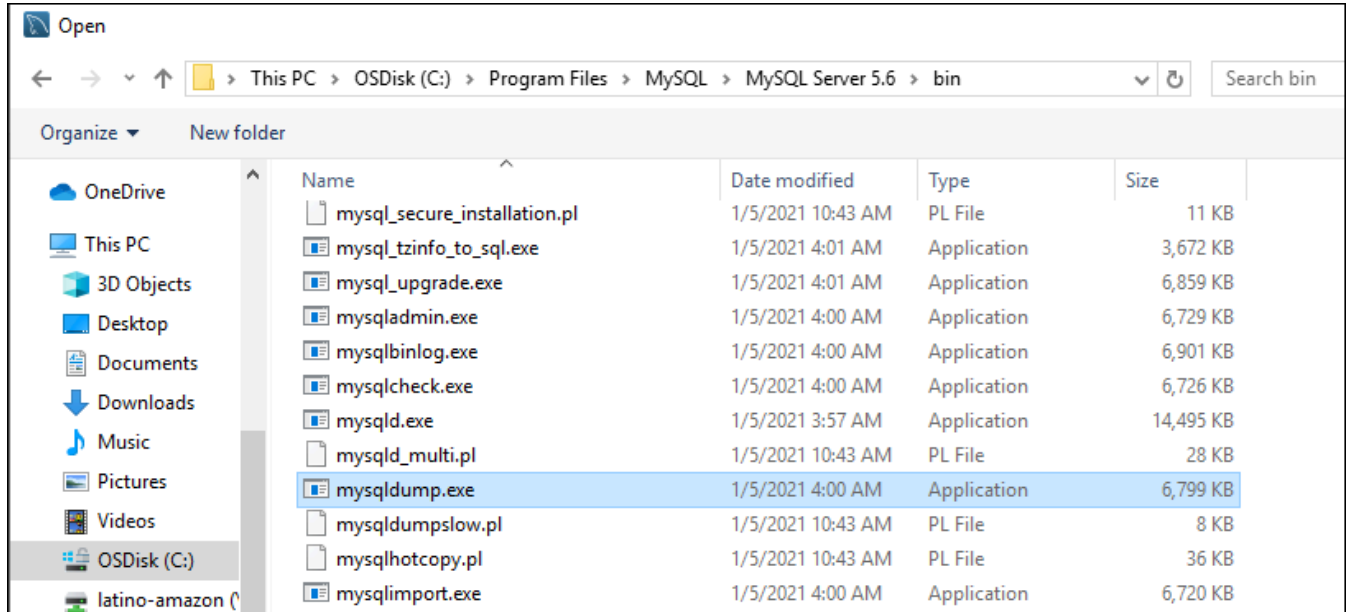 Open
This PC > OSDisk (C:) > Program Files > MySQL > MySQL Server 5.6 > bin
Search bin
Organize
New folder
OneDrive
This PC
3D Objects
Desktop
Documents
Downloads
Music
Pictures
Videos
OSDisk (C:)
latino-amazon ('
Name Date modified Type Size
mysql_secure_installation.pl 1/5/2021 10:43 AM PL File 11 KB
mysql_tzinfo_to_sql.exe 1/5/2021 4:01 AM Application 3,672 KB
mysql_upgrade.exe 1/5/2021 4:01 AM Application 6,859 KB
mysqladmin.exe 1/5/2021 4:00 AM Application 6,729 KB
mysqlbinlog.exe 1/5/2021 4:00 AM Application 6,901 KB
mysqlcheck.exe 1/5/2021 4:00 AM Application 6,726 KB
mysqld.exe 1/5/2021 3:57 AM Application 14,495 KB
mysqld_multi.pl 1/5/2021 10:43 AM PL File 28 KB
mysqldump.exe 1/5/2021 4:00 AM Application 6,799 KB
mysqldumpslow.pl 1/5/2021 10:43 AM PL File 8 KB
mysqlhotcopy.pl 1/5/2021 10:43 AM PL File 36 KB
mysqlimport.exe 1/5/2021 4:00 AM Application 6,720 KB